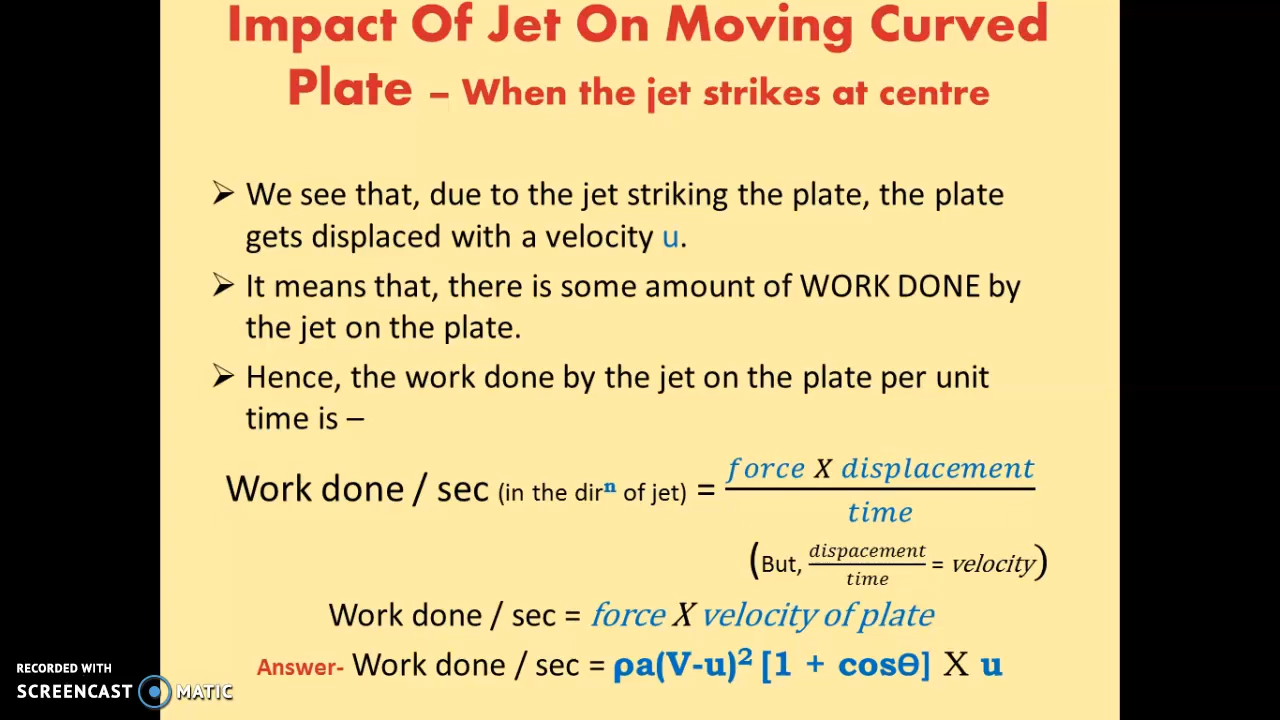 Impact Of Jet On Moving Curved
Plate – When the jet strikes at centre
➢ We see that, due to the jet striking the plate, the plate
gets displaced with a velocity u.
➢ It means that, there is some amount of WORK DONE by
the jet on the plate.
➢ Hence, the work done by the jet on the plate per unit
time is –
Work done / sec (in the dirⁿ of jet) = force X displacement / time
(But, dispacement / time = velocity)
Work done / sec = force X velocity of plate
Answer- Work done / sec = ρa(V-u)² [1 + cosθ] X u
RECORDED WITH
SCREENCAST MATIC